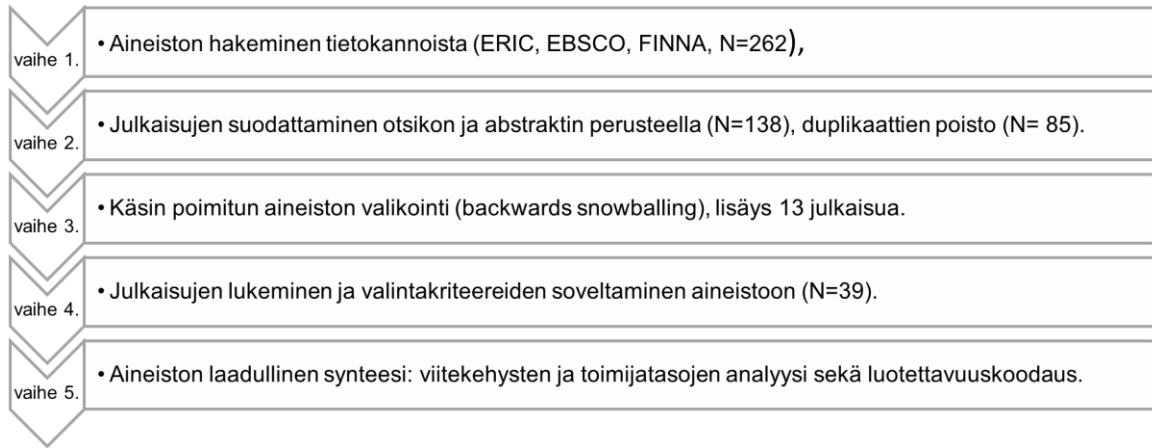 vaihe 1.
• Aineiston hakeminen tietokannoista (ERIC, EBSCO, FINNA, N=262),
vaihe 2.
• Julkaisujen suodattaminen otsikon ja abstraktin perusteella (N=138), duplikaattien poisto (N= 85).
vaihe 3.
• Käsin poimitun aineiston valikointi (backwards snowballing), lisäys 13 julkaisua.
vaihe 4.
• Julkaisujen lukeminen ja valintakriteereiden soveltaminen aineistoon (N=39).
vaihe 5.
• Aineiston laadullinen synteesi: viitekehysten ja toimijatasojen analyysi sekä luotettavuuskoodaus.